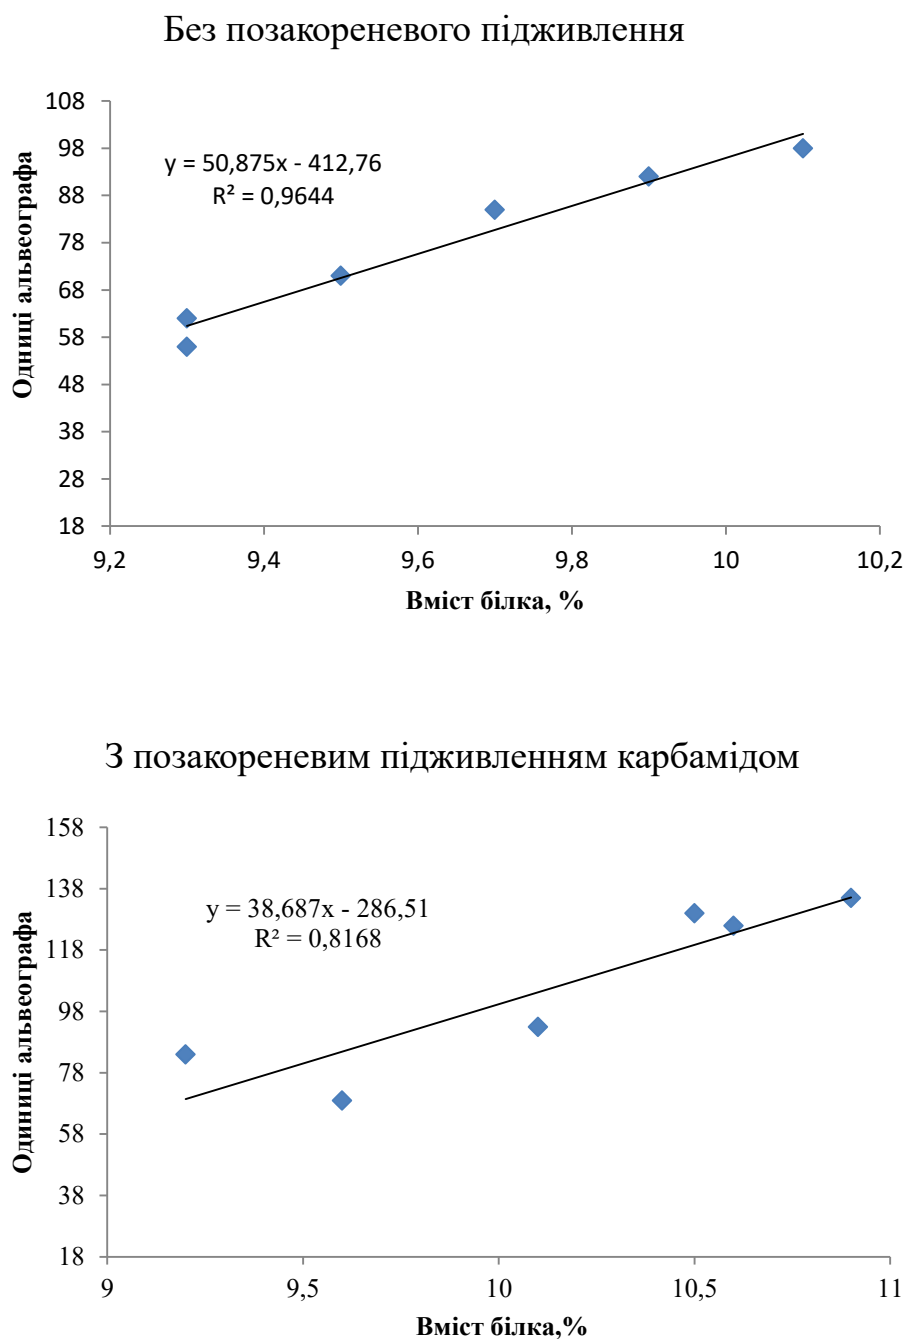 Без позакореневого підживлення
108
98
88
78
68
58
48
38
28
18
y = 50,875x - 412,76
R² = 0,9644
Одниці альвеографа
9,2 9,4 9,6 9,8 10 10,2
Вміст білка, %
З позакореневим підживленням карбамідом
158
138
118
98
78
58
38
18
y = 38,687x - 286,51
R² = 0,8168
Одиниці альвеографа
9 9,5 10 10,5 11
Вміст білка,%